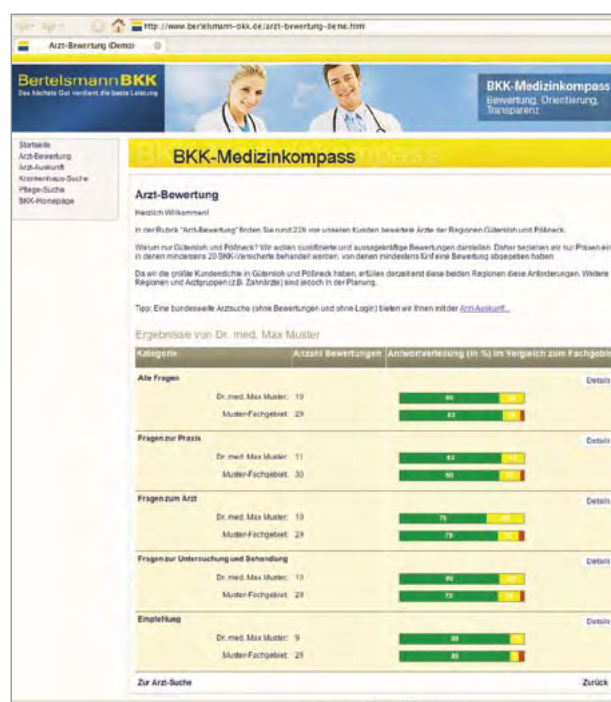 http://www.bertelsmann-bkk.de/arzt-bewertung-demo.html
Arzt-Bewertung (Demo)
BertelsmannBKK
Das höchste Gut verdient die beste Leistung
BKK-Medizinkompass
Bewertung, Orientierung,
Transparenz
Startseite
Arzt-Bewertung
Arzt-Auskunft
Krankenhaus-Suche
Pflege-Suche
BKK-Homepage
BKK-Medizinkompass
Arzt-Bewertung
Herzlich Willkommen!
In der Rubrik "Arzt-Bewertung" finden Sie rund 226 von unseren Kunden bewertete Ärzte der Regionen Gütersloh und Pößneck.
Warum nur Gütersloh und Pößneck? Wir wollen qualifizierte und aussagekräftige Bewertungen darstellen. Daher beziehen wir nur Praxen ein
in denen mindestens 20 BKK-Versicherte behandelt werden, von denen mindestens fünf eine Bewertung abgegeben haben.
Da wir die größte Kundendichte in Gütersloh und Pößneck haben, erfüllen derzeit diese beiden Regionen diese Anforderungen. Weitere
Regionen und Arztgruppen (z.B. Zahnärzte) sind jedoch in der Planung.
Tipp: Eine bundesweite Arztsuche (ohne Bewertungen und ohne Login) bieten wir Ihnen mit der Arzt-Auskunft...
Ergebnisse von Dr. med. Max Muster
Kategorie Anzahl Bewertungen Antwortverteilung (in %) im Vergleich zum Fachgebiet
Alle Fragen Details
Dr. med. Max Muster: 10
Muster-Fachgebiet: 29
Fragen zur Praxis Details
Dr. med. Max Muster: 11
Muster-Fachgebiet: 30
Fragen zum Arzt Details
Dr. med. Max Muster: 10
Muster-Fachgebiet: 29 79
Fragen zur Untersuchung und Behandlung Details
Dr. med. Max Muster: 10
Muster-Fachgebiet: 29
Empfehlung Details
Dr. med. Max Muster: 9
Muster-Fachgebiet: 26
Zur Arzt-Suche Zurück